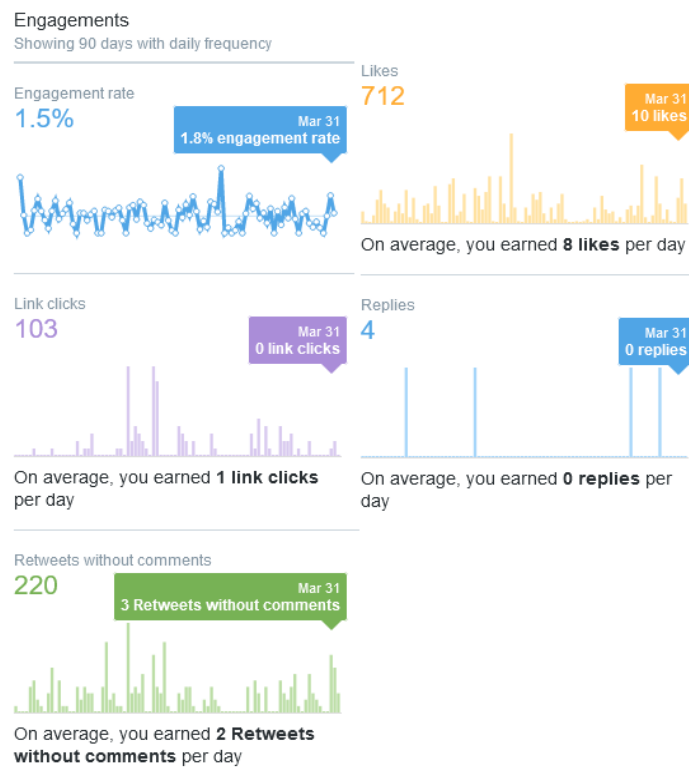 Engagements
Showing 90 days with daily frequency
Engagement rate
1.5%
Mar 31
1.8% engagement rate
Likes
712
Mar 31
10 likes
On average, you earned 8 likes per day
Link clicks
103
Mar 31
0 link clicks
On average, you earned 1 link clicks
per day
Replies
4
Mar 31
0 replies
On average, you earned 0 replies per
day
Retweets without comments
220
Mar 31
3 Retweets without comments
On average, you earned 2 Retweets
without comments per day